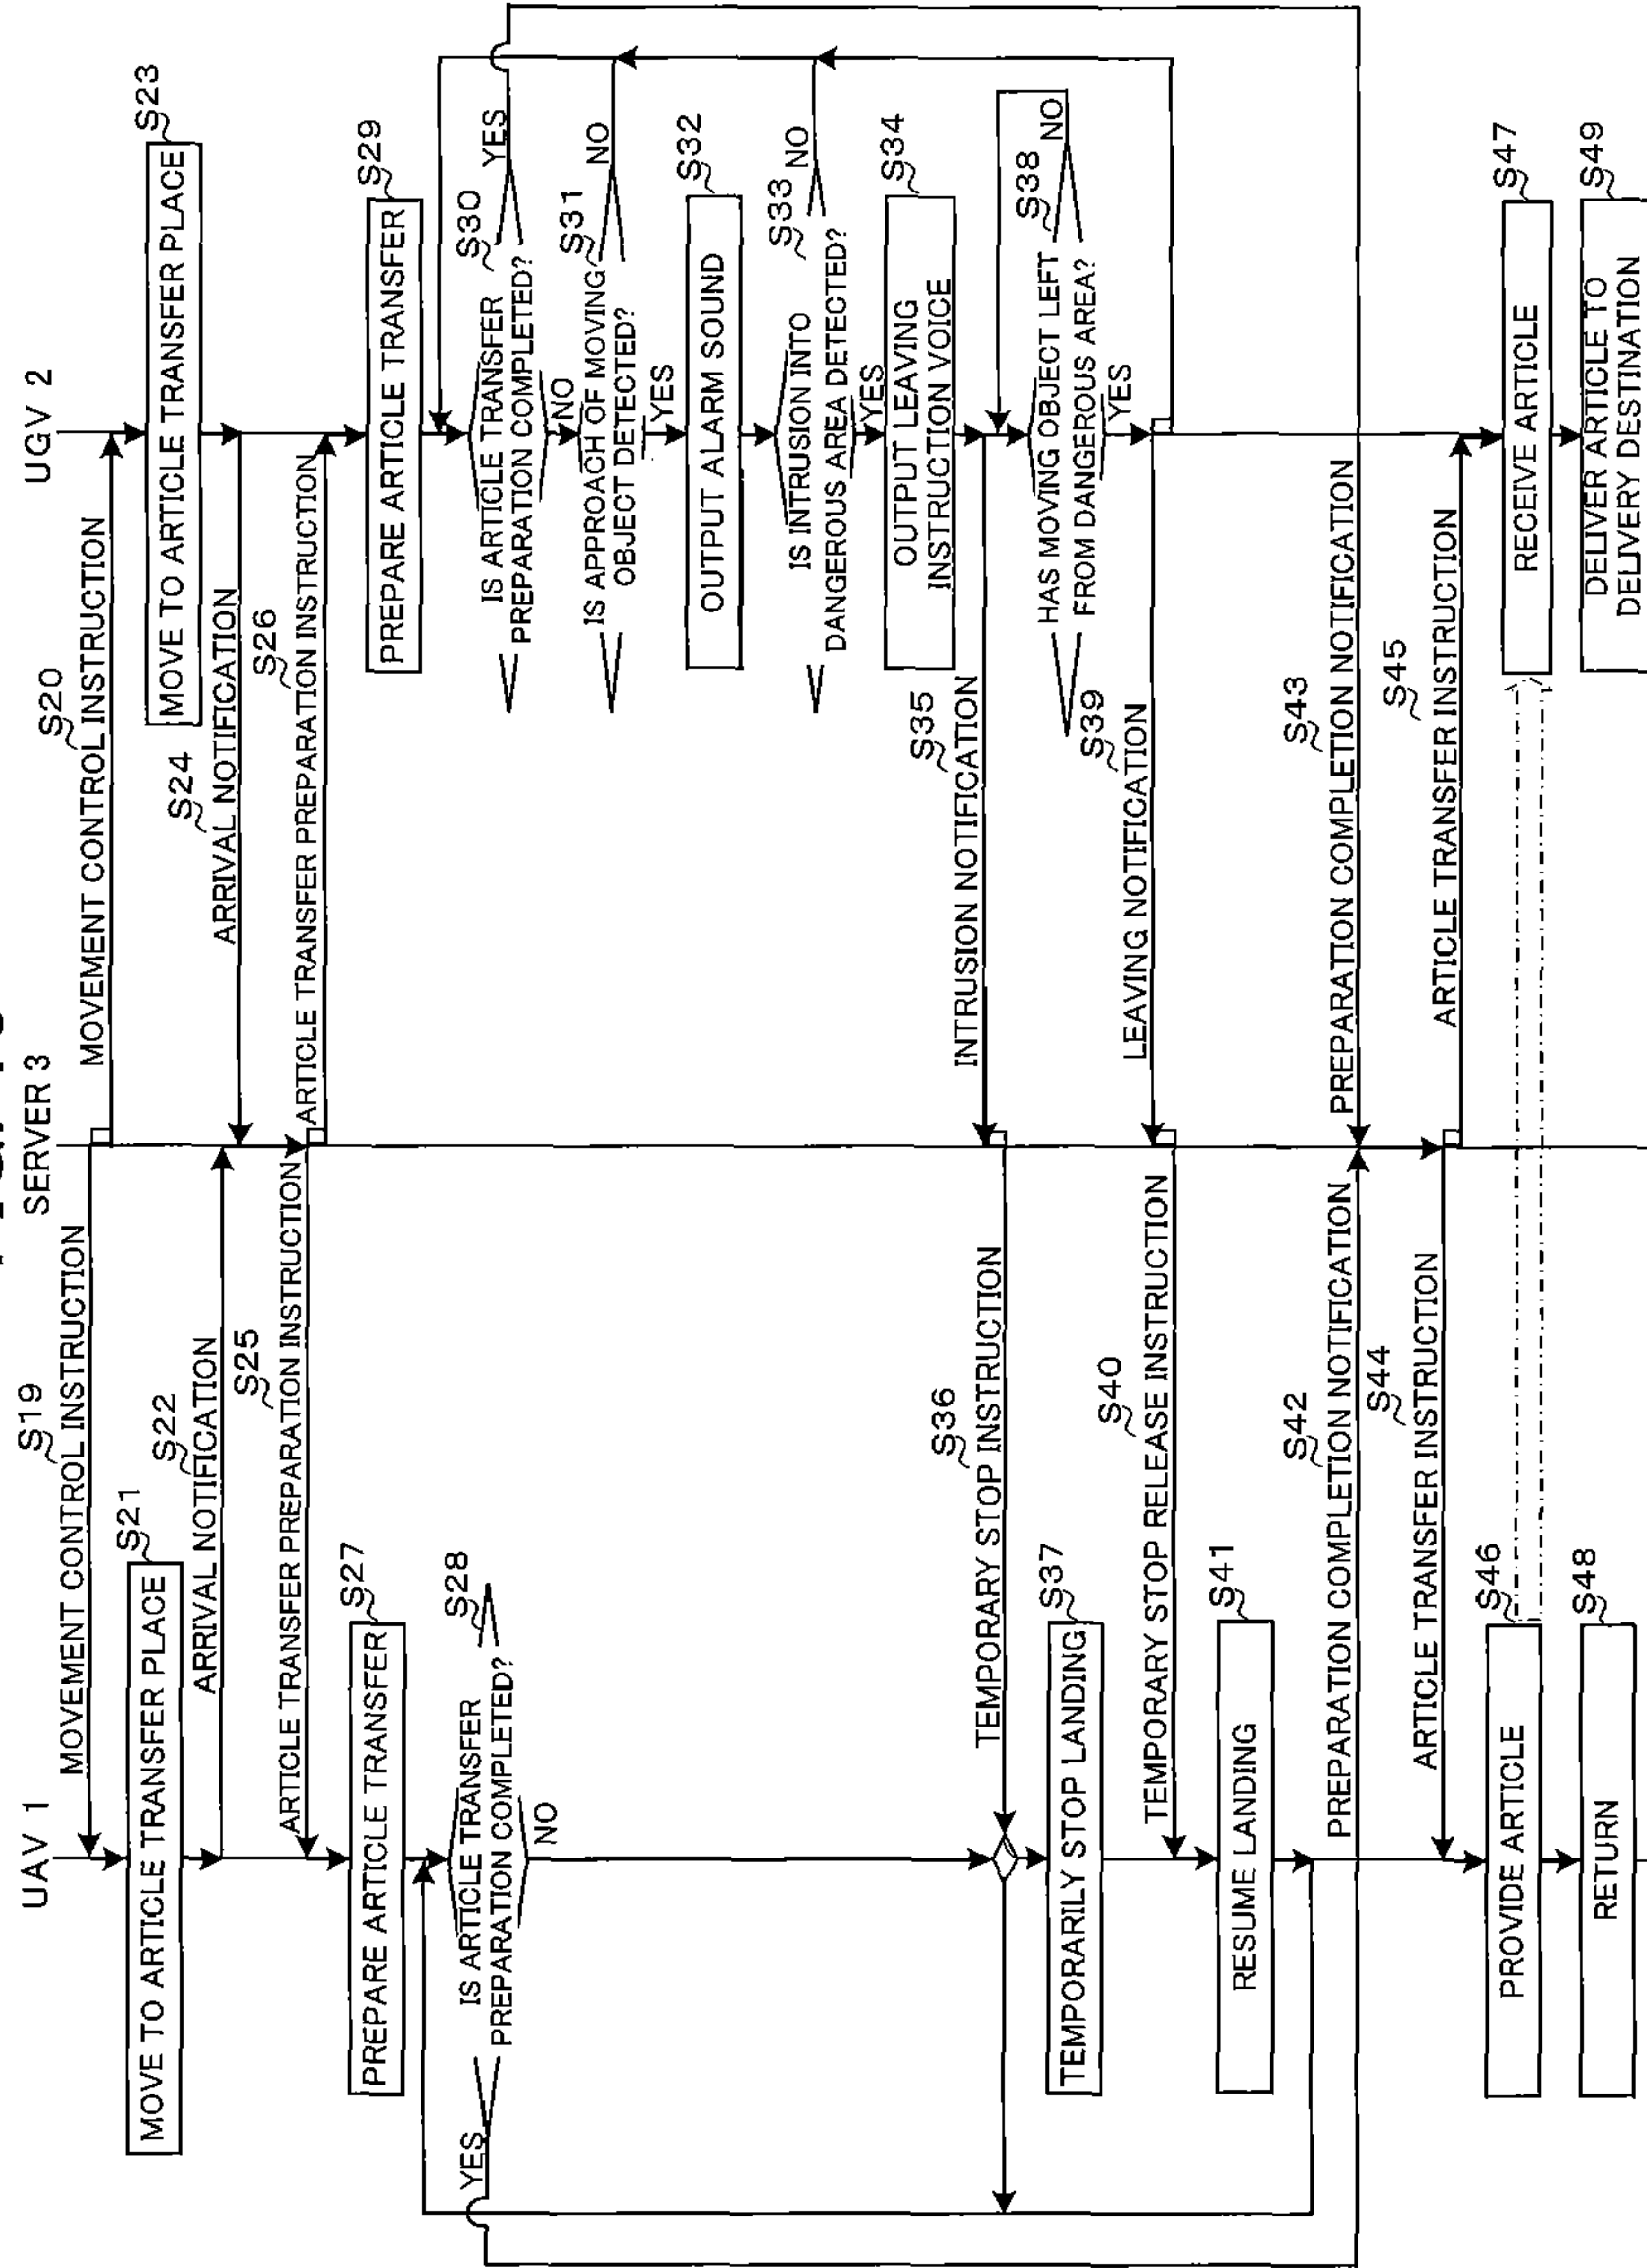 UAV 1
SERVER 3
UGV 2
S19
MOVEMENT CONTROL INSTRUCTION
S20
MOVEMENT CONTROL INSTRUCTION
S21
MOVE TO ARTICLE TRANSFER PLACE
S23
MOVE TO ARTICLE TRANSFER PLACE
S22
ARRIVAL NOTIFICATION
S24
ARRIVAL NOTIFICATION
S25
ARTICLE TRANSFER PREPARATION INSTRUCTION
S26
ARTICLE TRANSFER PREPARATION INSTRUCTION
S27
PREPARE ARTICLE TRANSFER
S29
PREPARE ARTICLE TRANSFER
S28
IS ARTICLE TRANSFER
PREPARATION COMPLETED?
YES
NO
S30
IS ARTICLE TRANSFER
PREPARATION COMPLETED?
YES
NO
S31
IS APPROACH OF MOVING
OBJECT DETECTED?
NO
YES
S32
OUTPUT ALARM SOUND
S33
IS INTRUSION INTO
DANGEROUS AREA DETECTED?
NO
YES
S34
OUTPUT LEAVING
INSTRUCTION VOICE
S35
INTRUSION NOTIFICATION
S36
TEMPORARY STOP INSTRUCTION
S37
TEMPORARILY STOP LANDING
S38
HAS MOVING OBJECT LEFT
FROM DANGEROUS AREA?
NO
YES
S39
LEAVING NOTIFICATION
S40
TEMPORARY STOP RELEASE INSTRUCTION
S41
RESUME LANDING
S42
PREPARATION COMPLETION NOTIFICATION
S43
PREPARATION COMPLETION NOTIFICATION
S44
ARTICLE TRANSFER INSTRUCTION
S45
ARTICLE TRANSFER INSTRUCTION
S46
PROVIDE ARTICLE
S47
RECEIVE ARTICLE
S48
RETURN
S49
DELIVER ARTICLE TO
DELIVERY DESTINATION